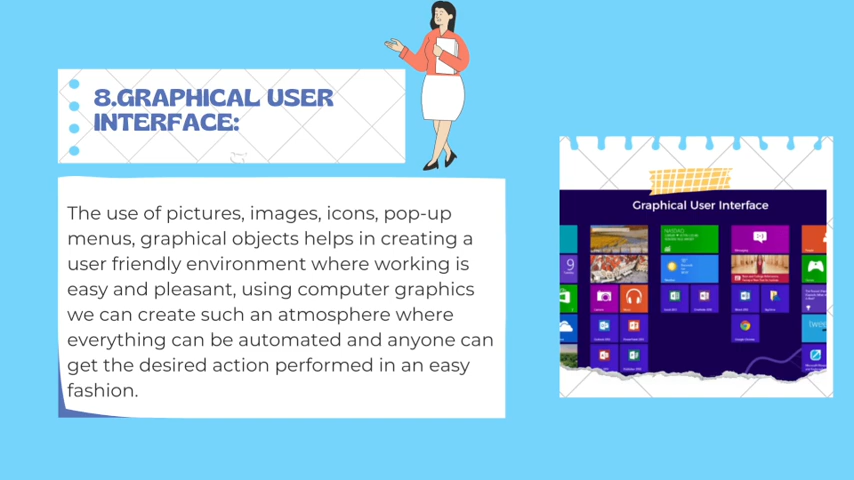 8.GRAPHICAL USER
INTERFACE:
The use of pictures, images, icons, pop-up
menus, graphical objects helps in creating a
user friendly environment where working is
easy and pleasant, using computer graphics
we can create such an atmosphere where
everything can be automated and anyone can
get the desired action performed in an easy
fashion.
Graphical User Interface